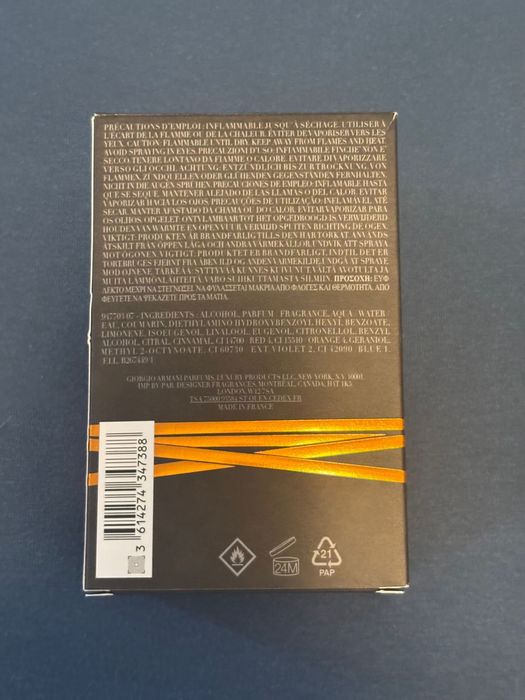 PRÉCAUTIONS D'EMPLOI: INFLAMMABLE JUSQU'À SÉCHAGE. UTILISER À
L'ÉCART DE LA FLAMME OU DE LA CHALEUR. ÉVITER DE VAPORISER VERS LES
YEUX. CAUTION: FLAMMABLE UNTIL DRY. KEEP AWAY FROM FLAMES AND HEAT.
AVOID SPRAYING IN EYES. PRECAUZIONI D'USO: INFIAMMABILE FINCHE' NON E'
SECCO. TENERE LONTANO DA FIAMME O CALORE. EVITARE DI VAPORIZZARE
VERSO GLI OCCHI. ACHTUNG: ENTZÜNDLICH BIS ZUR TROCKNUNG. VON
FLAMMEN, ZÜNDQUELLEN ODER GLÜHENDEN GEGENSTÄNDEN FERNHALTEN.
NICHT IN DIE AUGEN SPRÜHEN. PRECAUCIONES DE EMPLEO: INFLAMABLE HASTA
QUE SE SEQUE. MANTENER ALEJADO DE LAS LLAMAS O DEL CALOR. EVITAR
VAPORIZAR HACIA LOS OJOS. PRECAUÇÕES DE UTILIZAÇÃO: INFLAMÁVEL ATÉ
SECAR. MANTER AFASTADO DA CHAMA OU DO CALOR. EVITAR VAPORIZAR PARA
OS OLHOS. OPGELET: ONTVLAMBAAR TOT HET OPGEDROOGD IS. VERWIJDERD
HOUDEN VAN WARMTE EN OPEN VUUR. VERMIJD SPUITEN RICHTING DE OGEN.
VIKTIGT: PRODUKTEN ÄR BRANDFARLIG TILLS DEN HAR TORKAT. ANVÄNDS
ÅTSKILT FRÅN ÖPPEN LÅGA OCH ANDRA VÄRMEKÄLLOR. UNDVIK ATT SPRAYA
MOT ÖGONEN. VIGTIGT: PRODUKTET ER BRANDFARLIGT, INDTIL DET ER
TØRT. BRUGES FJERNT FRA ÅBEN ILD OG ANDEN VARMEKILDE. UNDGÅ AT SPRAYE
MOD ØJNENE. TÄRKEÄÄ: SYTTYVÄÄ KUNNES KUIVUNUT. VÄLTÄ AVOTULTA JA
MUITA LÄMMÖNLÄHTEITÄ. VARO SUIHKUTTAMASTA SILMIIN. ΠΡΟΣΟΧΗ: ΕΥΦ
ΛΕΚΤΟ ΜΕΧΡΙ ΝΑ ΣΤΕΓΝΩΣΕΙ. ΝΑ ΦΥΛΑΣΣΕΤΑΙ ΜΑΚΡΙΑ ΑΠΟ ΦΛΟΓΕΣ ΚΑΙ ΘΕΡΜΟΤΗΤΑ. ΑΠΟ
ΦΕΥΓΕΤΕ ΝΑ ΨΕΚΑΖΕΤΕ ΠΡΟΣ ΤΑ ΜΑΤΙΑ.
947703 07 - INGREDIENTS: ALCOHOL, PARFUM / FRAGRANCE, AQUA / WATER /
EAU, COUMARIN, DIETHYLAMINO HYDROXYBENZOYL HEXYL BENZOATE,
LIMONENE, ISOEUGENOL, LINALOOL, EUGENOL, CITRONELLOL, BENZYL
ALCOHOL, CITRAL, CINNAMAL, CI 14700 / RED 4, CI 15510 / ORANGE 4, GERANIOL,
METHYL 2-OCTYNOATE, CI 60730 / EXT. VIOLET 2, CI 42090 / BLUE 1.
F.I.L. B267449/1
GIORGIO ARMANI PARFUMS, LUXURY PRODUCTS LLC, NEW YORK, NY 10001
IMP. BY/PAR: DESIGNER FRAGRANCES, MONTRÉAL, CANADA, H4T 1K5
LONDON, W12 7SA
TSA 75000 93584 ST OUEN CEDEX FR
MADE IN FRANCE
3 614274 347388
24M
21
PAP